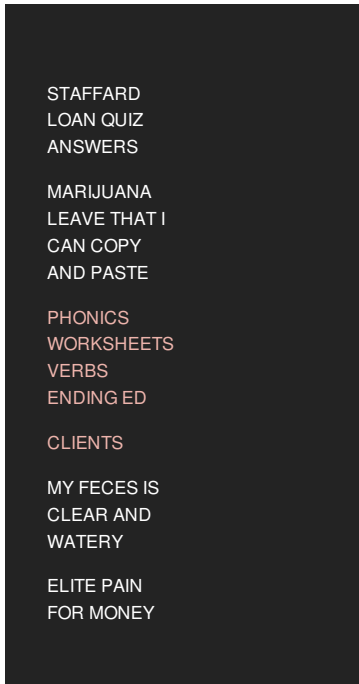 STAFFARD
LOAN QUIZ
ANSWERS
MARIJUANA
LEAVE THAT I
CAN COPY
AND PASTE
PHONICS
WORKSHEETS
VERBS
ENDING ED
CLIENTS
MY FECES IS
CLEAR AND
WATERY
ELITE PAIN
FOR MONEY